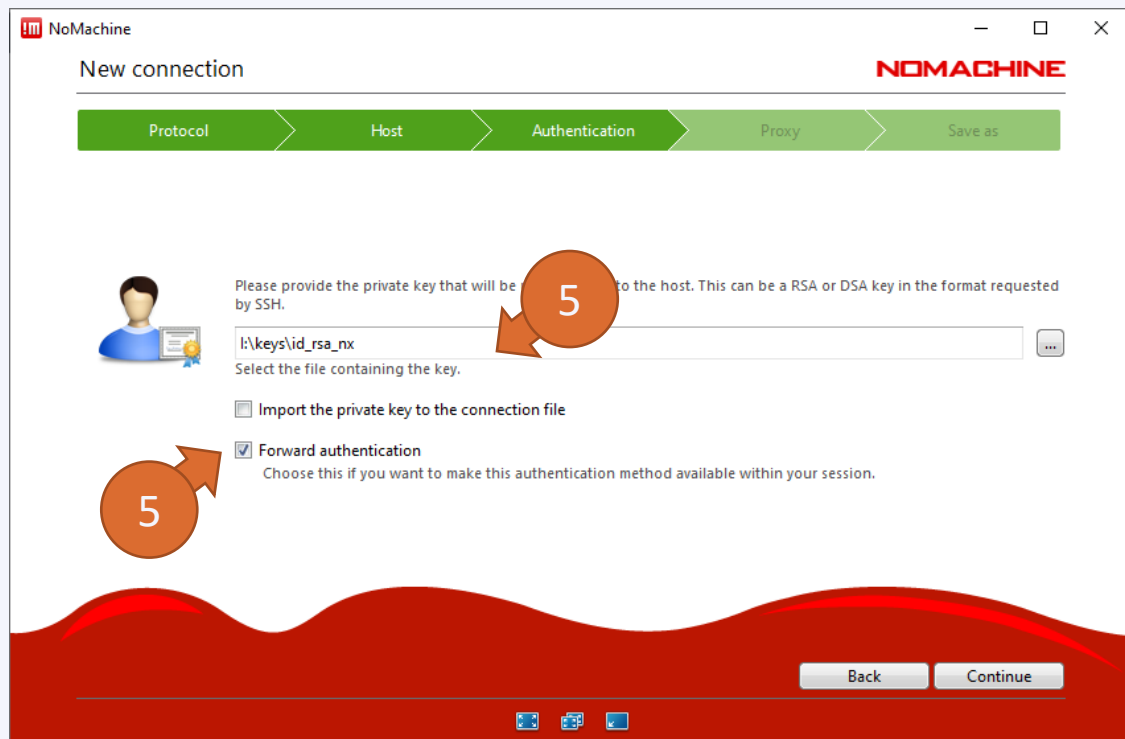 NoMachine
New connection
NOMACHINE
Protocol
Host
Authentication
Proxy
Save as
Please provide the private key that will be to the host. This can be a RSA or DSA key in the format requested
by SSH.
5
I:\keys\id_rsa_nx
...
Select the file containing the key.
Import the private key to the connection file
Forward authentication
Choose this if you want to make this authentication method available within your session.
5
Back
Continue